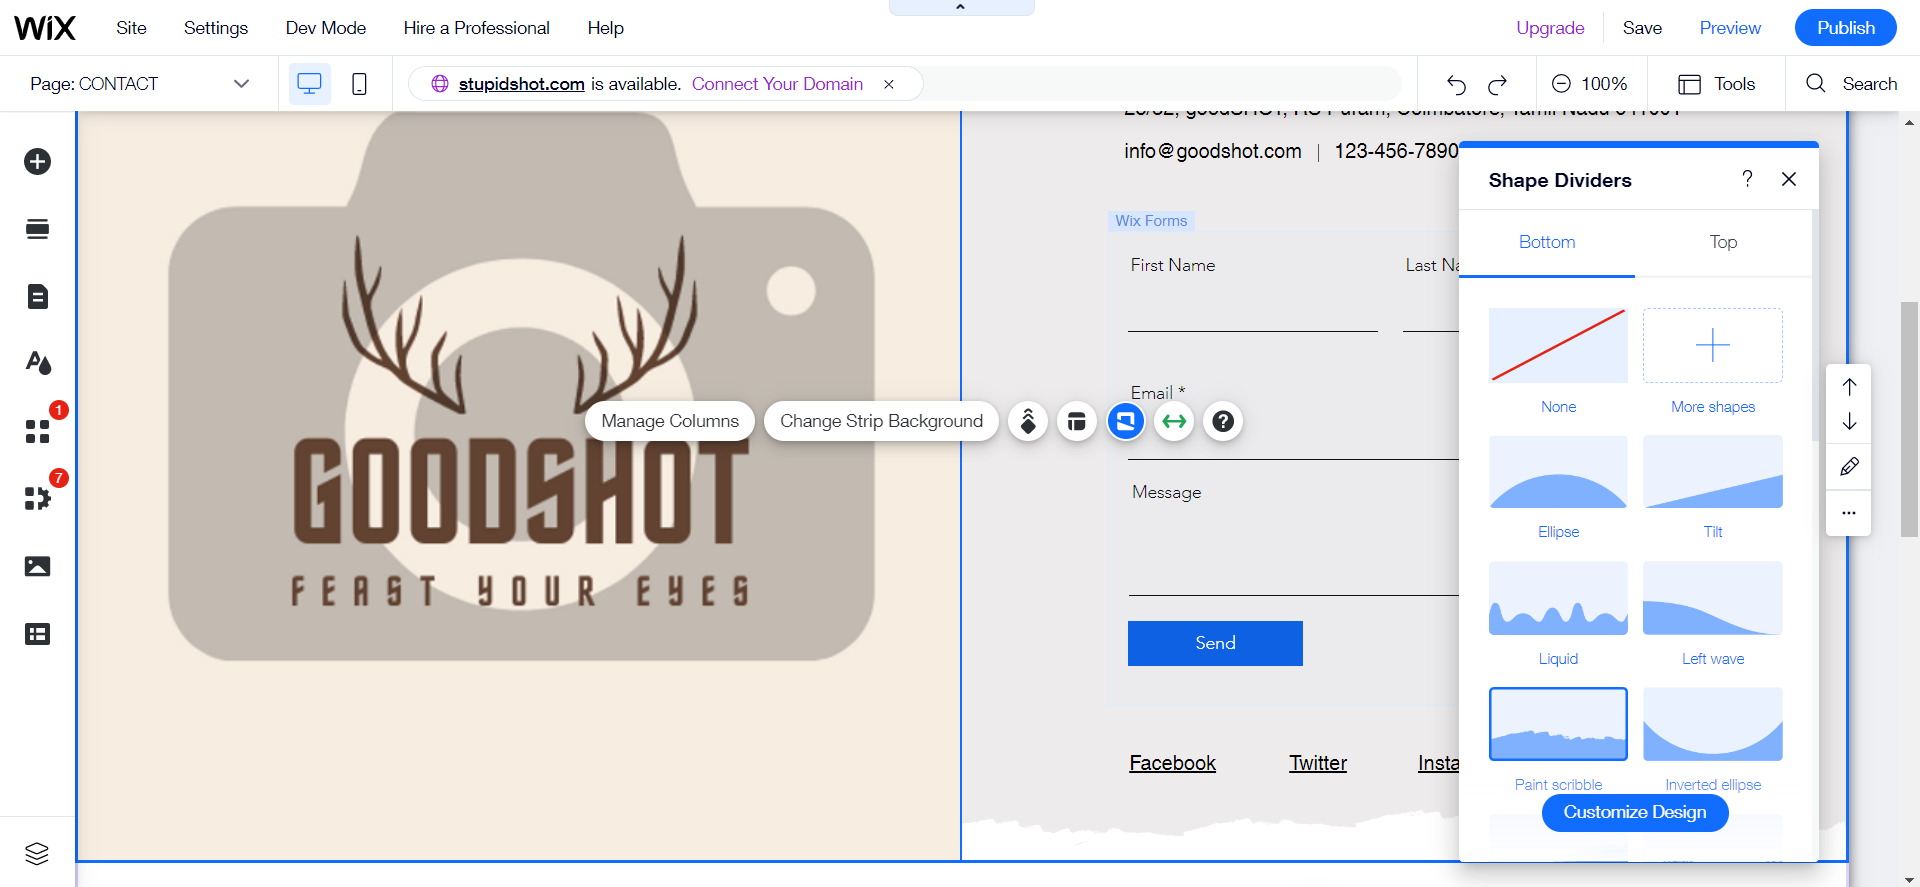 WiX
Site
Settings
Dev Mode
Hire a Professional
Help
Upgrade
Save
Preview
Publish
Page: CONTACT
stupidshot.com is available. Connect Your Domain
100%
Tools
Search
info@goodshot.com | 123-456-7890
Shape Dividers
?
Wix Forms
Bottom
Top
First Name
Last Na
None
More shapes
Email *
1
Manage Columns
Change Strip Background
?
GOODSHOT
7
Message
Ellipse
Tilt
FEAST YOUR EYES
Send
Liquid
Left wave
Facebook
Twitter
Insta
Paint scribble
Inverted ellipse
Customize Design